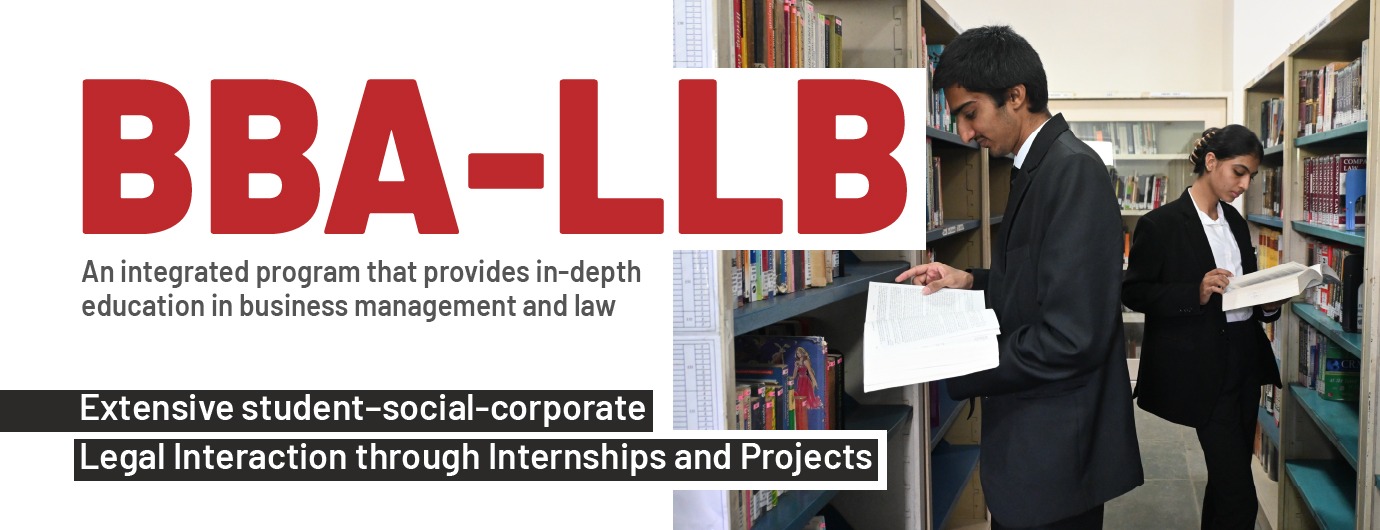 BBA-LLB
An integrated program that provides in-depth
education in business management and law
Extensive student-social-corporate
Legal Interaction through Internships and Projects